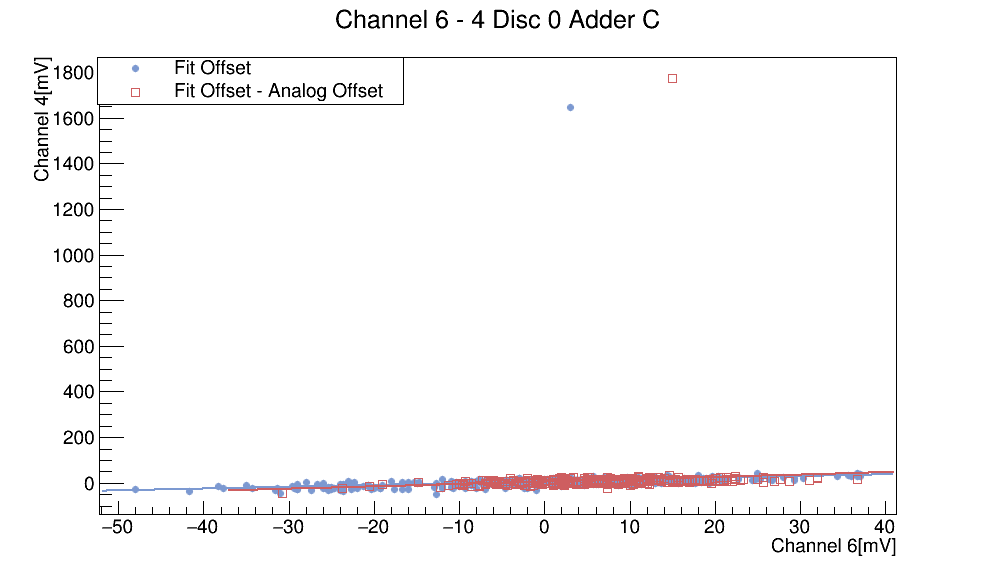 Channel 6 - 4 Disc 0 Adder C
Channel 4[mV]
Fit Offset
Fit Offset - Analog Offset
1800
1600
1400
1200
1000
800
600
400
200
0
−50 −40 −30 −20 −10 0 10 20 30 40
Channel 6[mV]